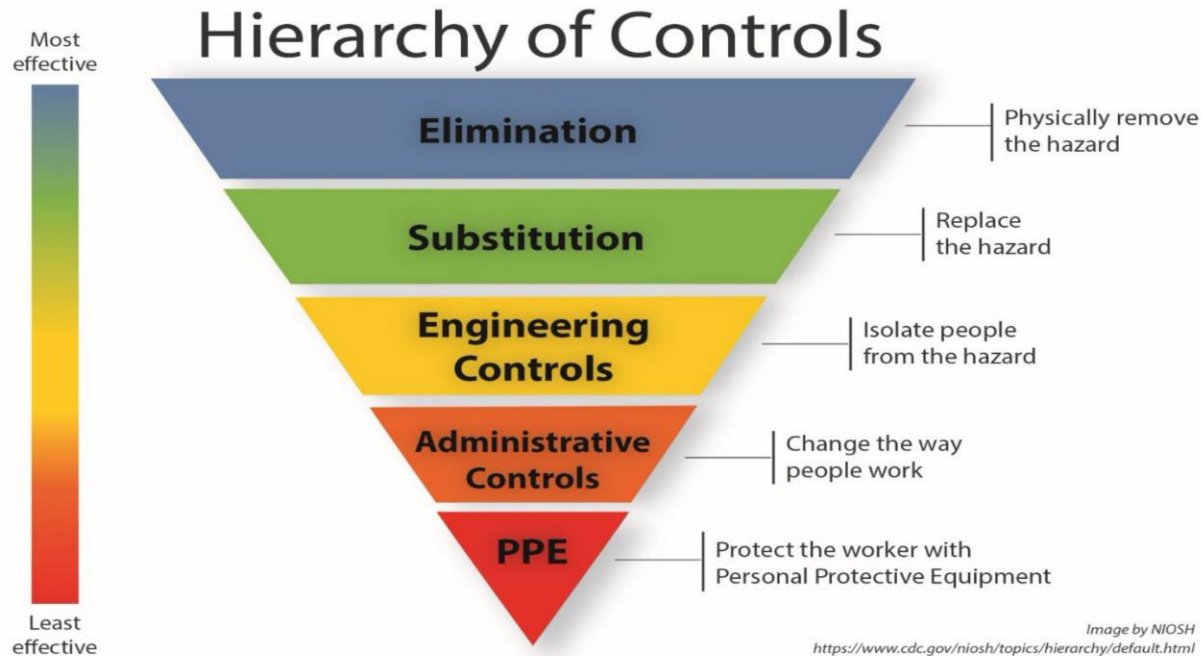 Hierarchy of Controls
Most
effective
Elimination
Physically remove
the hazard
Substitution
Replace
the hazard
Engineering
Controls
Isolate people
from the hazard
Administrative
Controls
Change the way
people work
PPE
Protect the worker with
Personal Protective Equipment
Least
effective
Image by NIOSH
https://www.cdc.gov/niosh/topics/hierarchy/default.html